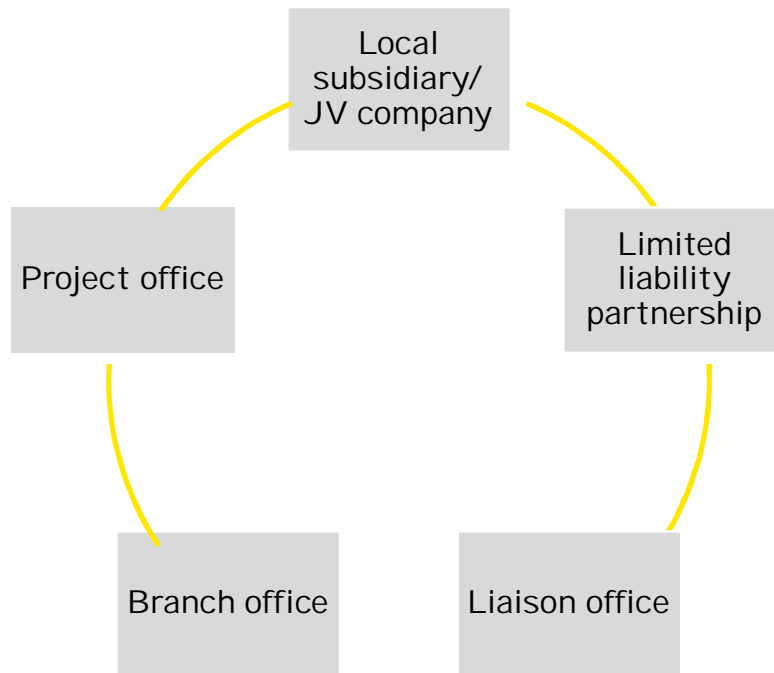 Local
subsidiary/
JV company
Project office
Limited
liability
partnership
Branch office
Liaison office